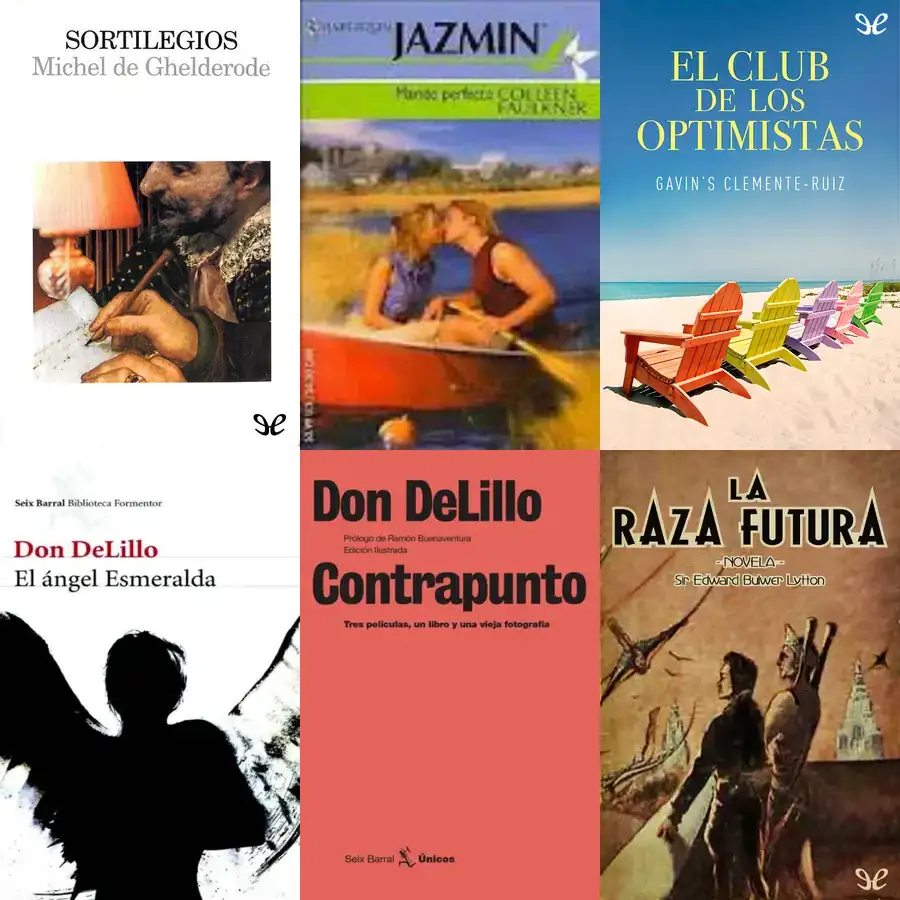 SORTILEGIOS
Michel de Ghelderode
HARLEQUIN
JAZMIN
Marido perfecto COLLEEN
FAULKNER
EL CLUB
DE LOS
OPTIMISTAS
GAVIN'S CLEMENTE-RUIZ
Seix Barral Biblioteca Formentor
Don DeLillo
El ángel Esmeralda
Don DeLillo
Prólogo de Ramón Buenaventura
Edición Ilustrada
Contrapunto
Tres películas, un libro y una vieja fotografía
Seix Barral Únicos
LA
RAZA FUTURA
- NOVELA -
Sir Edward Bulwer Lytton